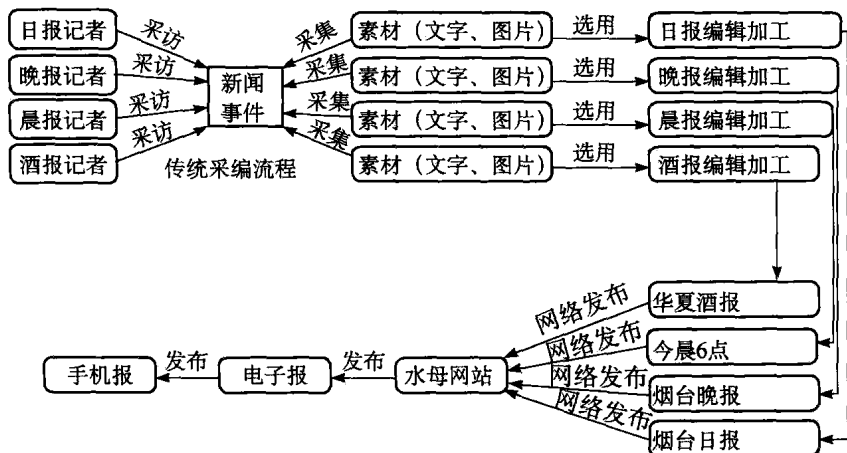 日报记者 采访 采集 素材（文字、图片） 选用 日报编辑加工
晚报记者 采访 新闻 采集 素材（文字、图片） 选用 晚报编辑加工
晨报记者 采访 事件 采集 素材（文字、图片） 选用 晨报编辑加工
酒报记者 采访 采集 素材（文字、图片） 选用 酒报编辑加工
传统采编流程
网络发布 华夏酒报
网络发布 今晨6点
手机报 发布 电子报 发布 水母网站 网络发布 烟台晚报
网络发布 烟台日报